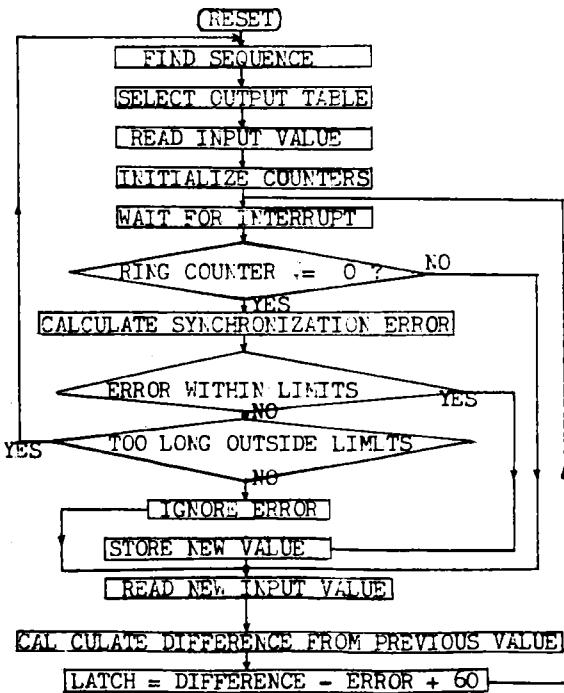 RESET
FIND SEQUENCE
SELECT OUTPUT TABLE
READ INPUT VALUE
INITIALIZE COUNTERS
WAIT FOR INTERRUPT
RING COUNTER = 0 ?
NO
YES
CALCULATE SYNCHRONIZATION ERROR
ERROR WITHIN LIMITS
YES
NO
TOO LONG OUTSIDE LIMITS
YES
NO
IGNORE ERROR
STORE NEW VALUE
READ NEW INPUT VALUE
CAL CULATE DIFFERENCE FROM PREVIOUS VALUE
LATCH = DIFFERENCE - ERROR + 60